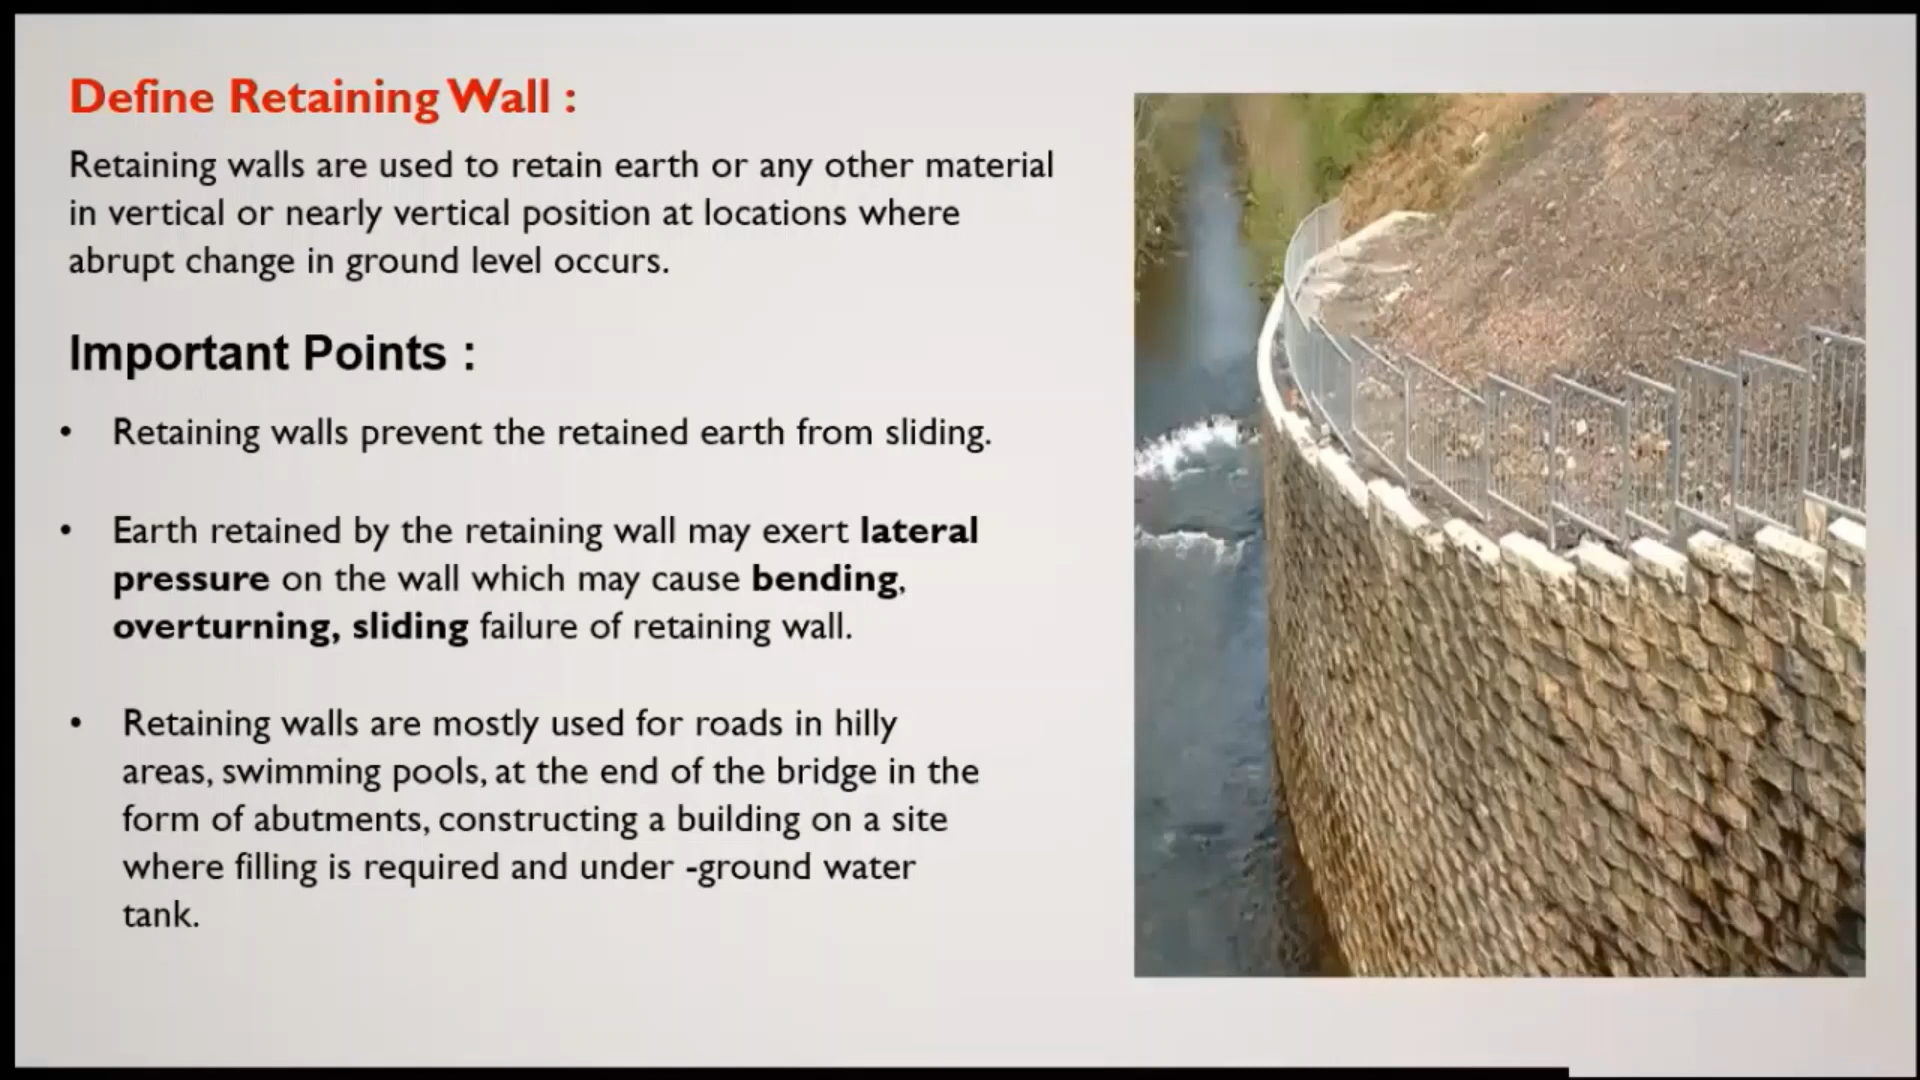 Define Retaining Wall :
Retaining walls are used to retain earth or any other material
in vertical or nearly vertical position at locations where
abrupt change in ground level occurs.
Important Points :
• Retaining walls prevent the retained earth from sliding.
• Earth retained by the retaining wall may exert lateral
pressure on the wall which may cause bending,
overturning, sliding failure of retaining wall.
• Retaining walls are mostly used for roads in hilly
areas, swimming pools, at the end of the bridge in the
form of abutments, constructing a building on a site
where filling is required and under -ground water
tank.